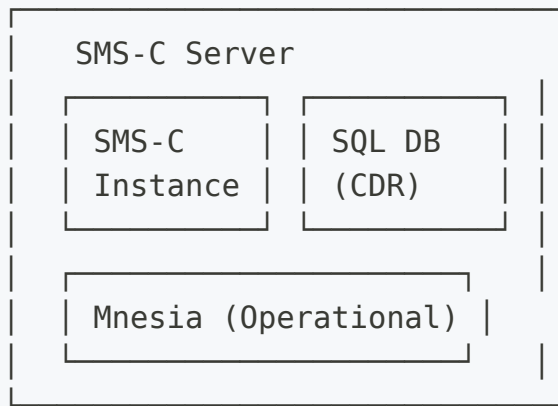 SMS-C Server
SMS-C
Instance
SQL DB
(CDR)
Mnesia (Operational)